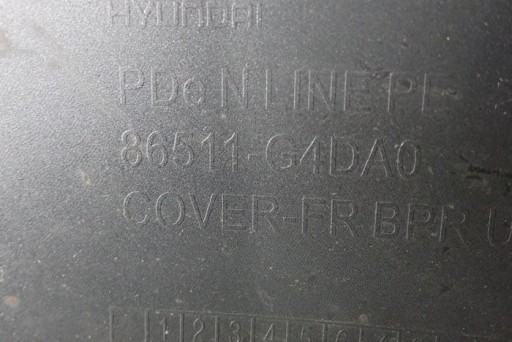 HYUNDAI
PDe N LINE PE
86511-G4DA0
COVER-FR BPR U
1 2 3 4 5 6